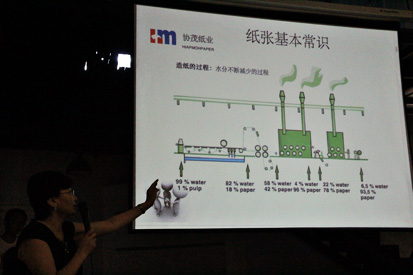 协茂纸业
HIAPMOHPAPER
纸张基本常识
造纸的过程：水分不断减少的过程
99 % water
1 % pulp
82 % water
18 % paper
58 % water
42 % paper
4 % water
96 % paper
22 % water
78 % paper
6,5 % water
93,5 %
paper